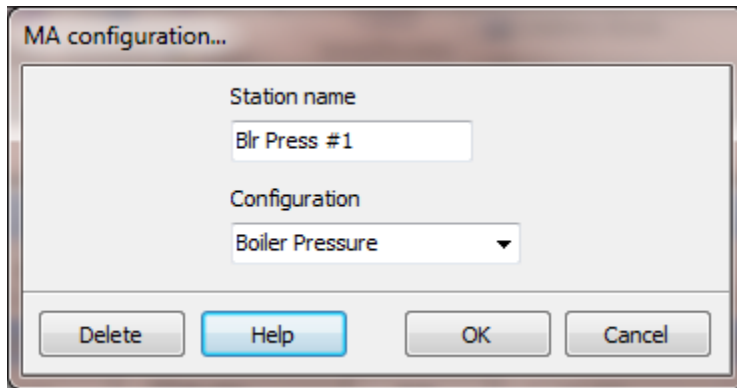 MA configuration...
Station name
Blr Press #1
Configuration
Boiler Pressure
Delete Help OK Cancel